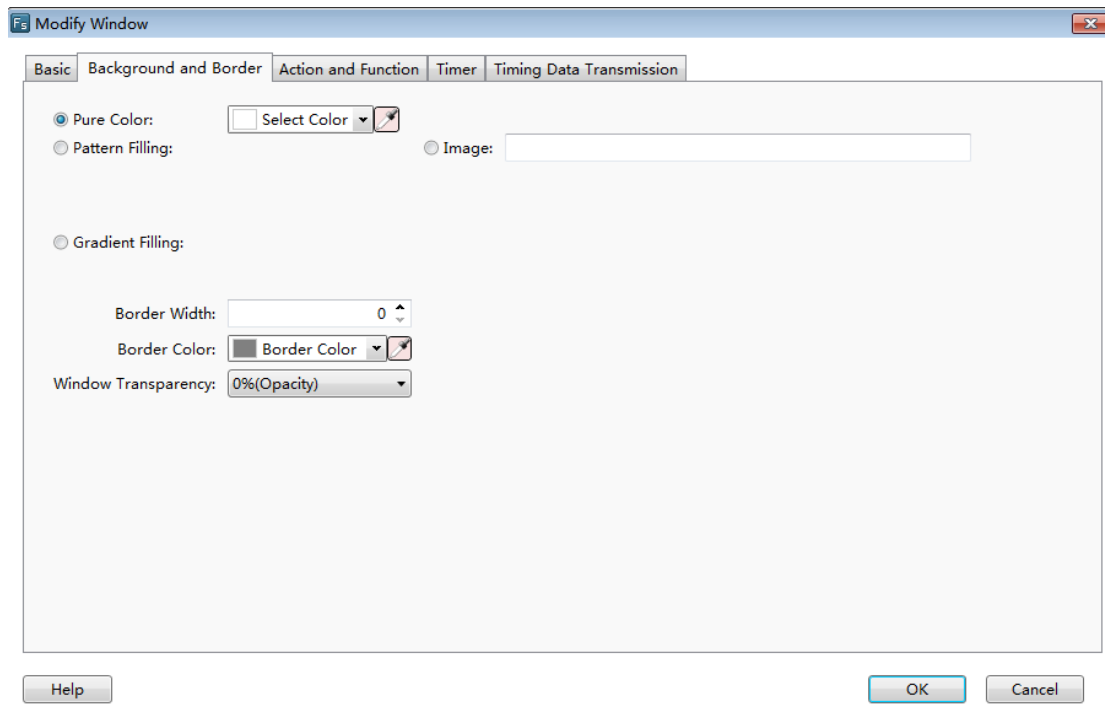 Fs Modify Window
Basic Background and Border Action and Function Timer Timing Data Transmission
Pure Color: Select Color
Pattern Filling: Image:
Gradient Filling:
Border Width: 0
Border Color: Border Color
Window Transparency: 0%(Opacity)
Help OK Cancel